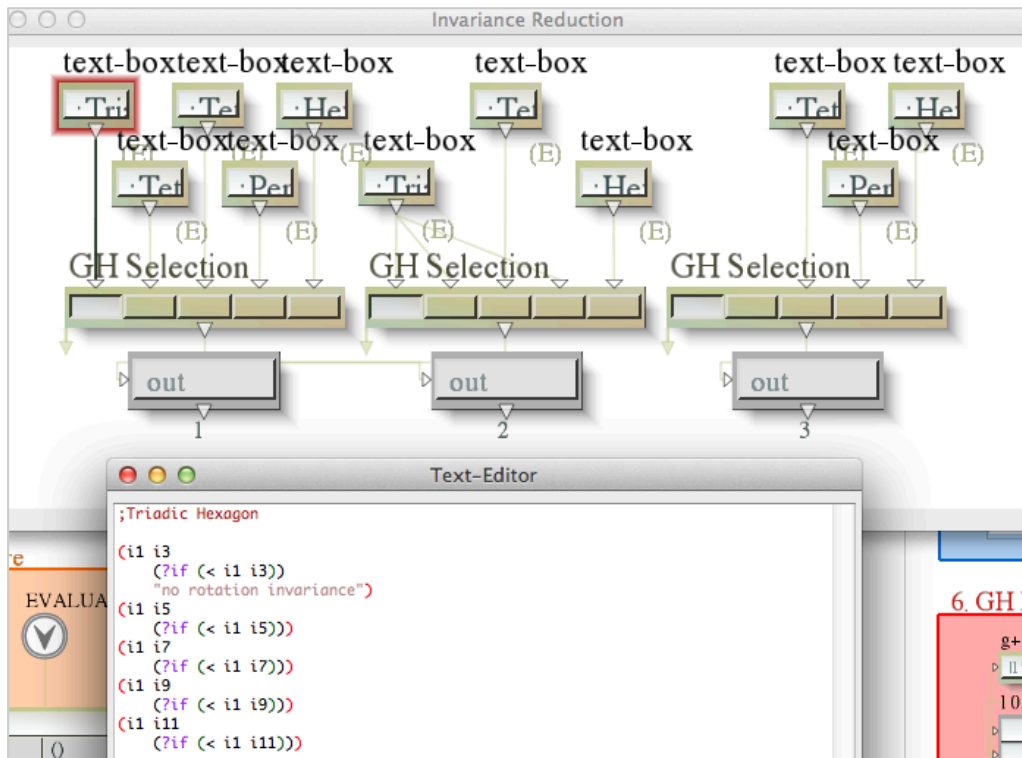 Invariance Reduction
text-box text-box text-box text-box text-box text-box
·Tri ·Te ·He ·Te ·Tet ·He
text-box text-box text-box text-box text-box
(E) (E) (E) (E) (E) (E)
·Tet ·Per ·Tri ·He ·Per
(E) (E) (E) (E) (E)
GH Selection GH Selection GH Selection
out out out
1 2 3
Text-Editor
;Triadic Hexagon
(i1 i3
(?if (< i1 i3))
"no rotation invariance")
(i1 i5
(?if (< i1 i5)))
(i1 i7
(?if (< i1 i7)))
(i1 i9
(?if (< i1 i9)))
(i1 i11
(?if (< i1 i11)))
re
EVALUA
()
6. GH
g+
10